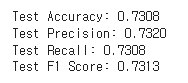 Test Accuracy: 0.7308
Test Precision: 0.7320
Test Recall: 0.7308
Test F1 Score: 0.7313